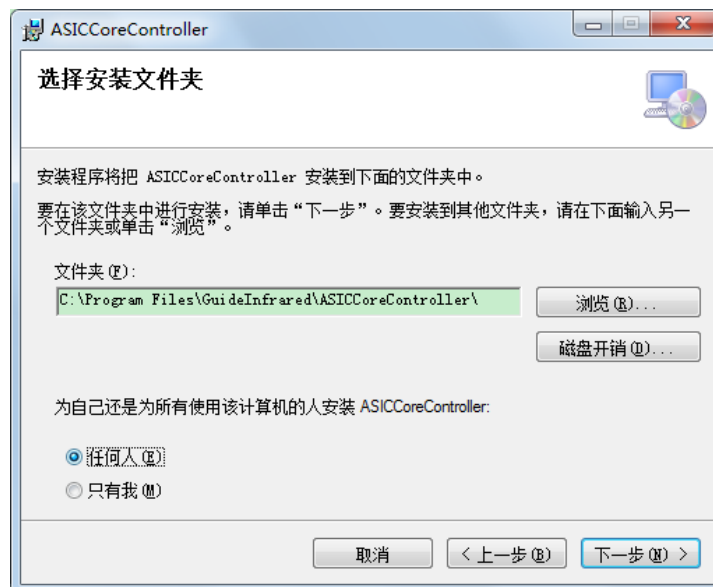 ASICCoreController
选择安装文件夹
安装程序将把 ASICCoreController 安装到下面的文件夹中。
要在该文件夹中进行安装，请单击“下一步”。要安装到其他文件夹，请在下面输入另一
个文件夹或单击“浏览”。
文件夹(F):
C:\Program Files\GuideInfrared\ASICCoreController\
浏览(R)...
磁盘开销(D)...
为自己还是为所有使用该计算机的人安装 ASICCoreController:
任何人(E)
只有我(M)
取消
< 上一步(B)
下一步(N) >